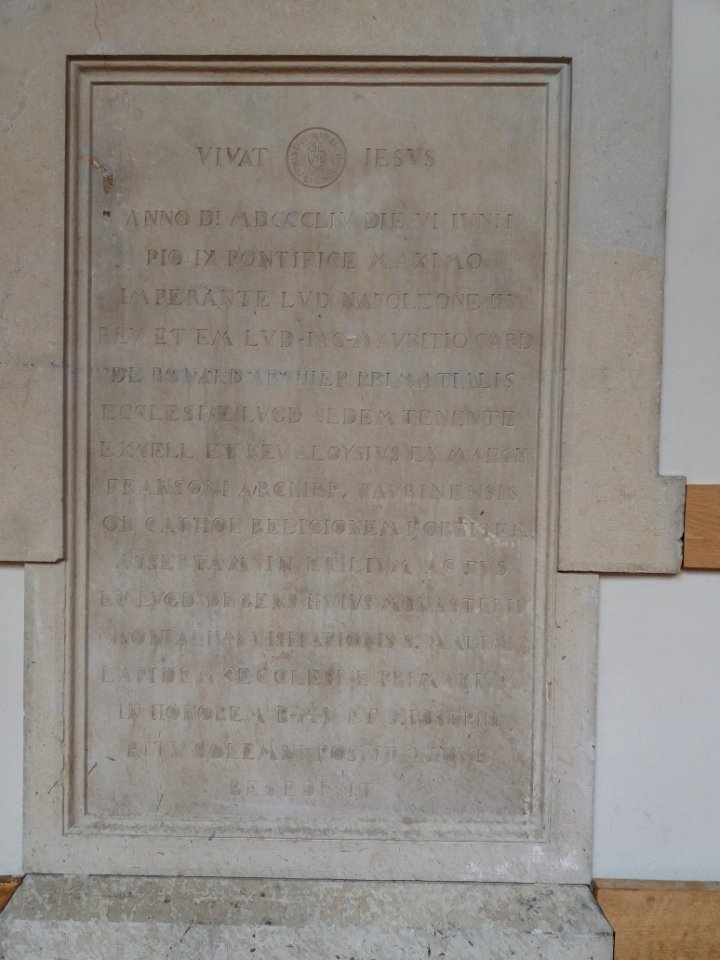 VIVAT IESVS
ANNO DI MDCCCLIV DIE VI IVNII
PIO IX PONTIFICE MAXIMO
IMPERANTE LVD NAPOLEONE III
REV ET EM LVD-IAC-MAVRITIO CARD
DE BONALD ARCHIEP PRIMATIALIS
ECCLESIAE LVGD SEDEM TENENTE
EXCELL ET REV ALOYSIVS EX MARCH
FRANSONI ARCHIEP, TAVRINENSIS
OB CATHOL RELIGIONEM FORTITER
ASSERTAM IN EXILIVM ACTVS
ET LVGD DEGENS HVIVS MONASTERII
MONIALIVM VISITATIONIS S. MARIAE
LAPIDEM ECCLESIAE PRIMARIVM
IN HONOREM B-M-V ET S. IOSEPHI
RITV SOLEMNI POSVIT ATQVE
BENEDIXIT